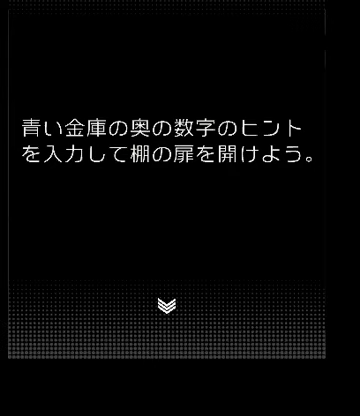 青い金庫の奥の数字のヒント
を入力して棚の扉を開けよう。